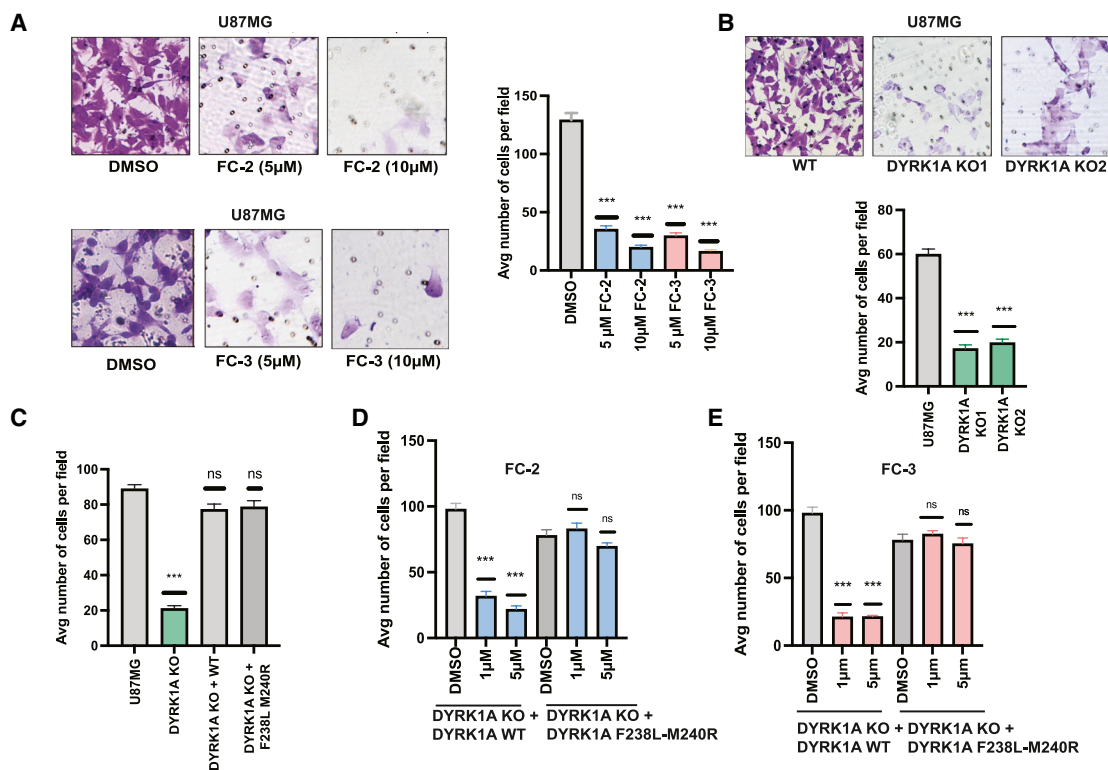 A
U87MG
DMSO
FC-2 (5µM)
FC-2 (10µM)
U87MG
DMSO
FC-3 (5µM)
FC-3 (10µM)
Avg number of cells per field
150
100
50
0
***
***
***
***
DMSO
5 µM FC-2
10µM FC-2
5 µM FC-3
10µM FC-3
B
U87MG
WT
DYRK1A KO1
DYRK1A KO2
Avg number of cells per field
80
60
40
20
0
***
***
U87MG
DYRK1A
KO1
DYRK1A
KO2
C
Avg number of cells per field
100
80
60
40
20
0
***
ns
ns
U87MG
DYRK1A KO
DYRK1A KO + WT
DYRK1A KO +
F238L M240R
D
FC-2
Avg number of cells per field
150
100
50
0
***
***
ns
ns
DMSO
1µM
5µM
DMSO
1µM
5µM
DYRK1A KO +
DYRK1A WT
DYRK1A KO +
DYRK1A F238L-M240R
E
FC-3
Avg number of cells per field
150
100
50
0
***
***
ns
ns
DMSO
1µm
5µm
DMSO
1µm
5µm
DYRK1A KO +
DYRK1A WT
DYRK1A KO +
DYRK1A F238L-M240R